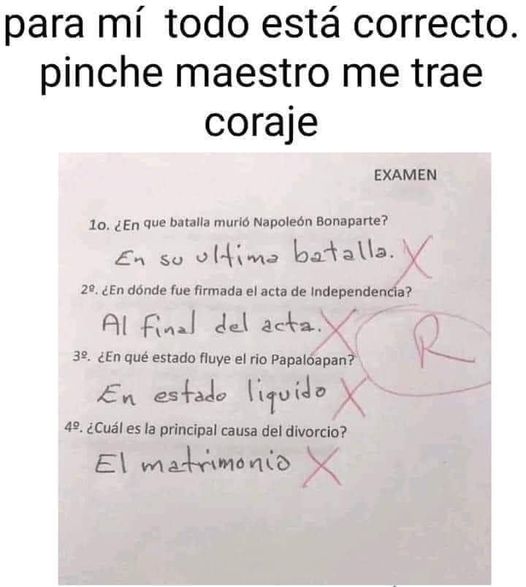 para mí todo está correcto.
pinche maestro me trae
coraje
EXAMEN
1o. ¿En que batalla murió Napoleón Bonaparte?
En su ultima batalla. X
2º. ¿En dónde fue firmada el acta de Independencia?
Al final del acta. X
R
3º. ¿En qué estado fluye el rio Papaloapan?
En estado liquido X
4º. ¿Cuál es la principal causa del divorcio?
El matrimonio X